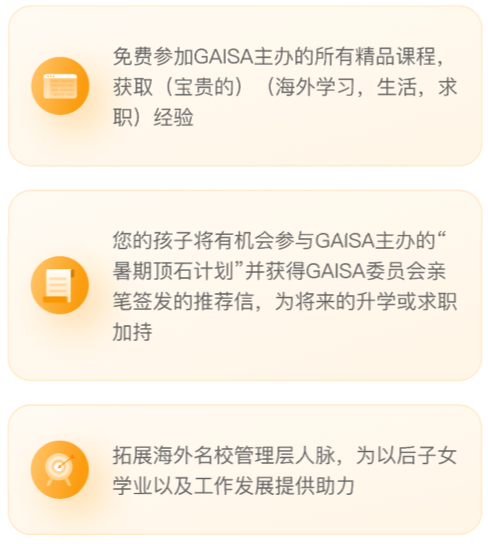 免费参加GAISA主办的所有精品课程，
获取（宝贵的）（海外学习，生活，求
职）经验
您的孩子将有机会参与GAISA主办的“
暑期顶石计划”并获得GAISA委员会亲
笔签发的推荐信，为将来的升学或求职
加持
拓展海外名校管理层人脉，为以后子女
学业以及工作发展提供助力